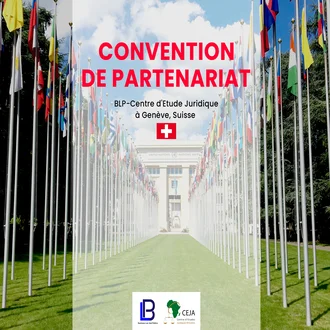 CONVENTION
DE PARTENARIAT
BLP-Centre d'Etude Juridique
à Genève, Suisse
CEJA